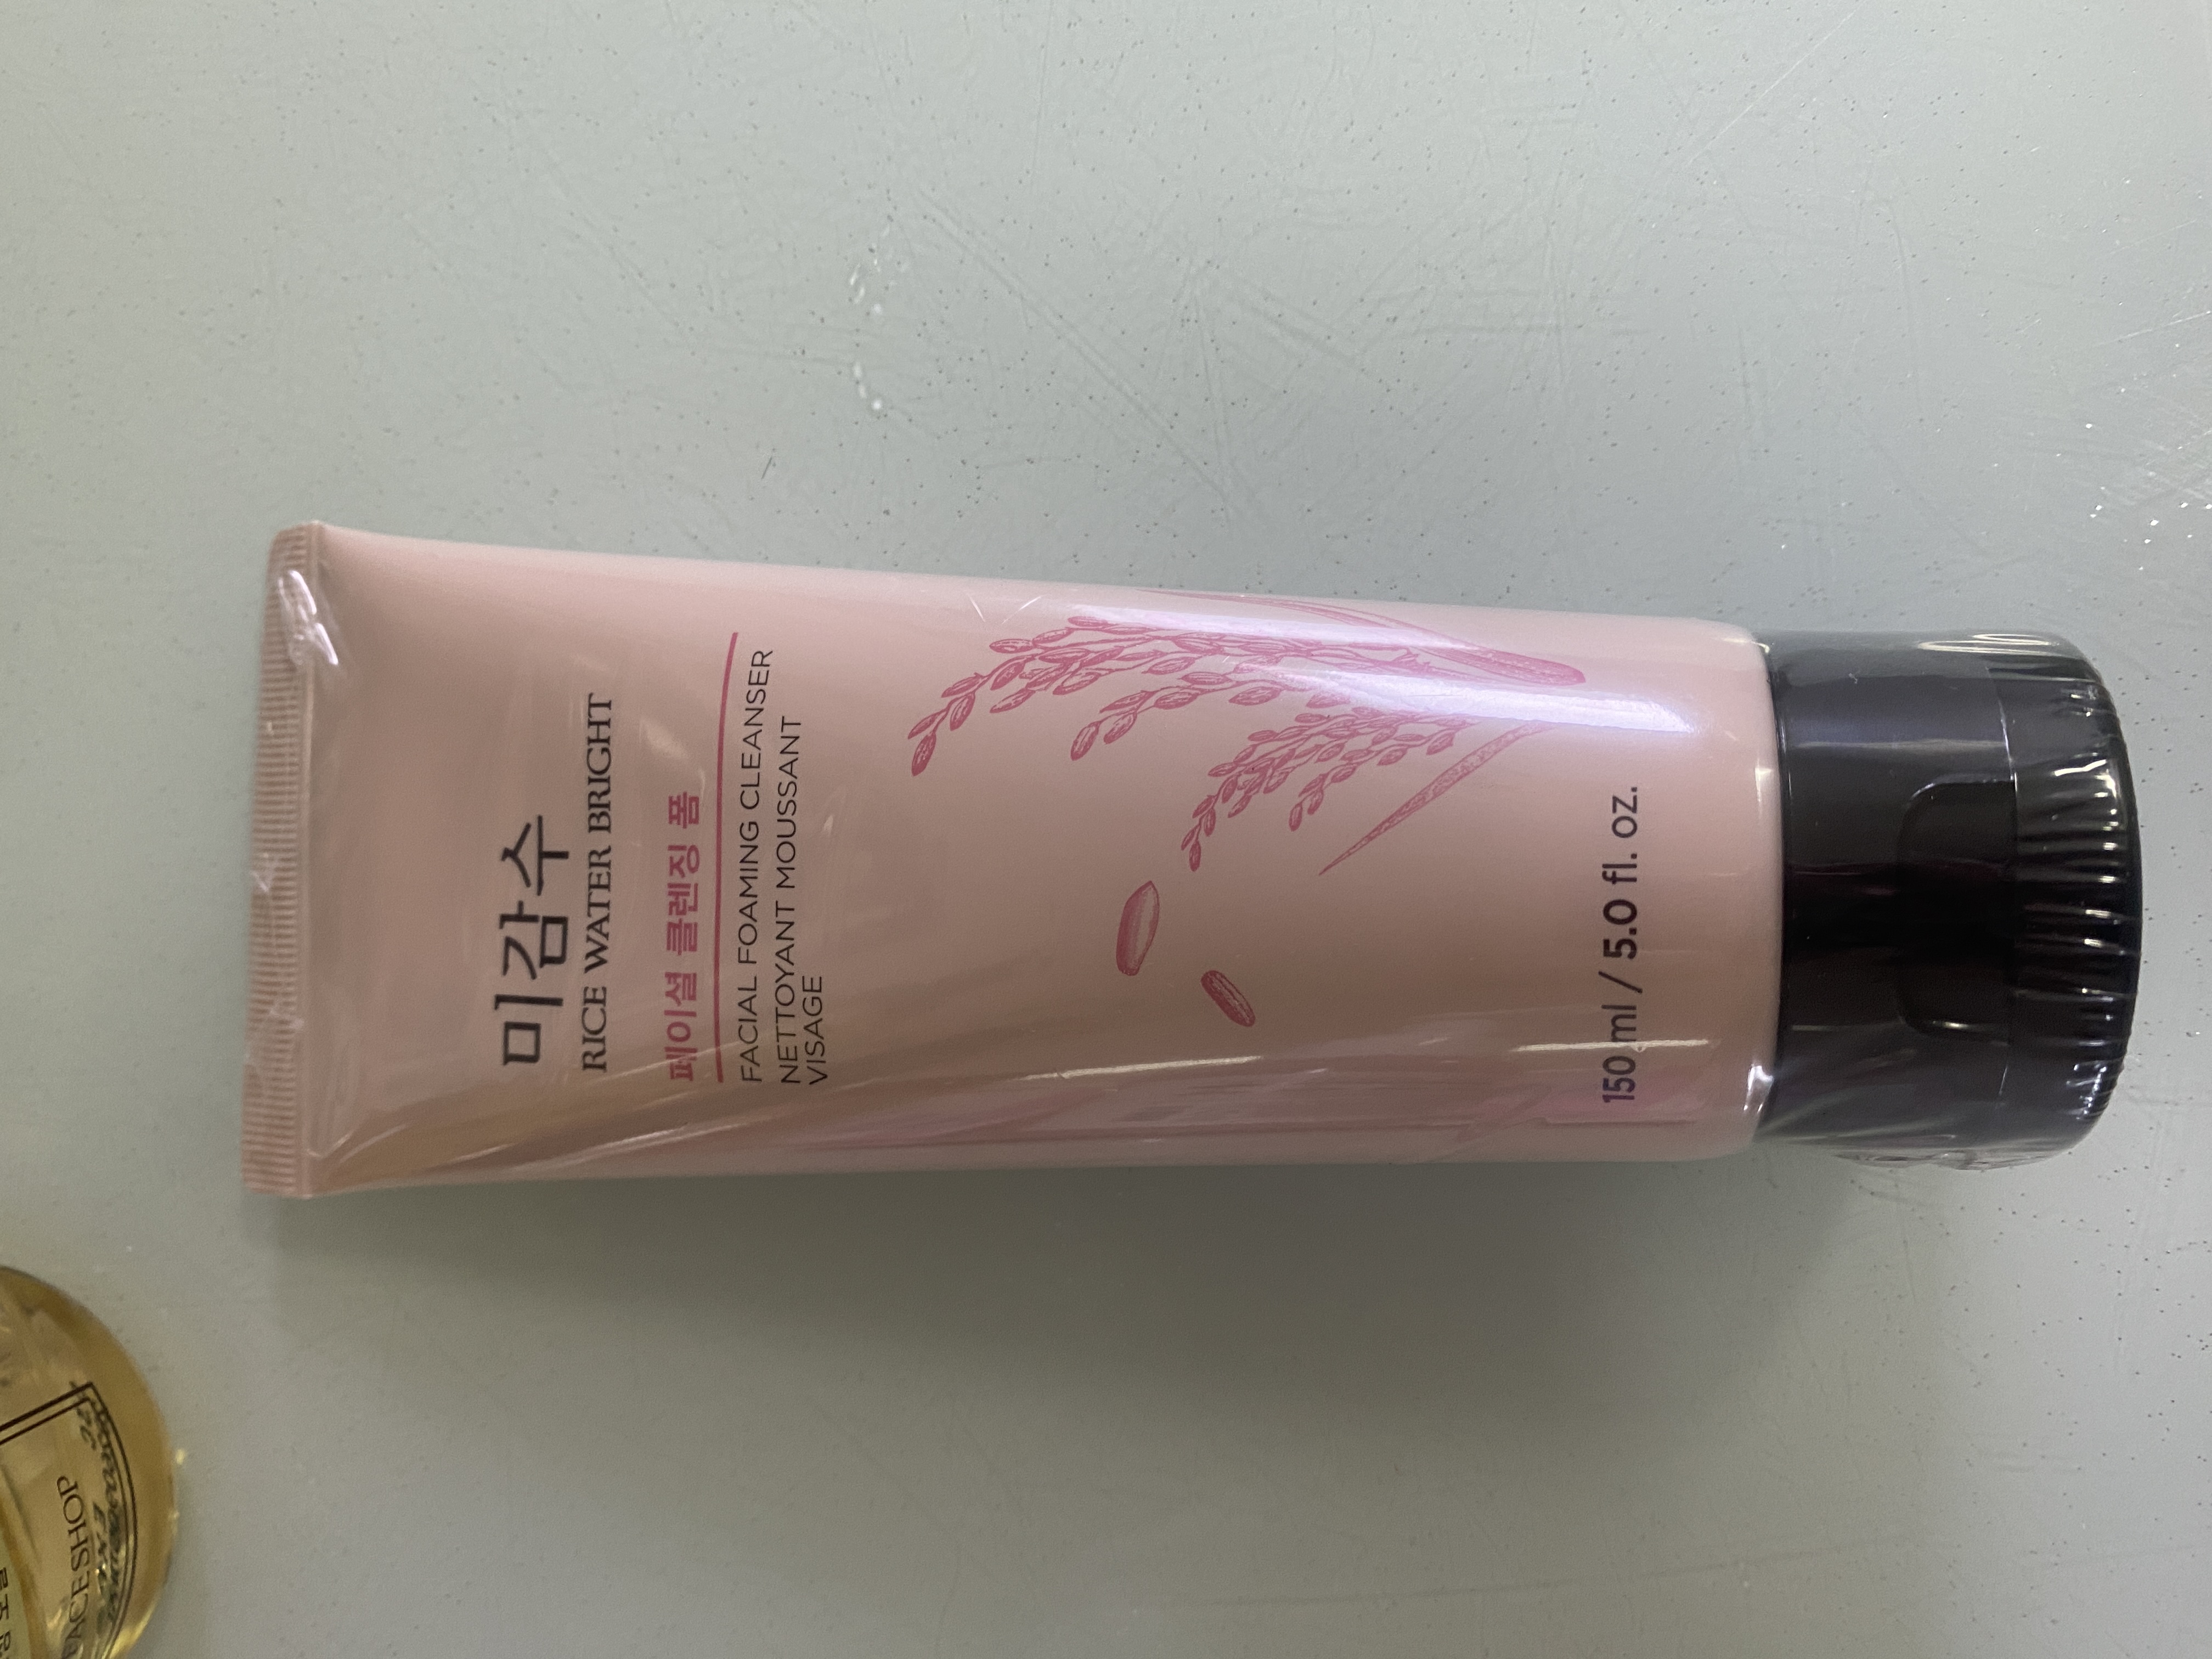 미감수
RICE WATER BRIGHT
페이셜 클렌징 폼
FACIAL FOAMING CLEANSER
NETTOYANT MOUSSANT
VISAGE
150 ml / 5.0 fl. oz.
FACESHOP